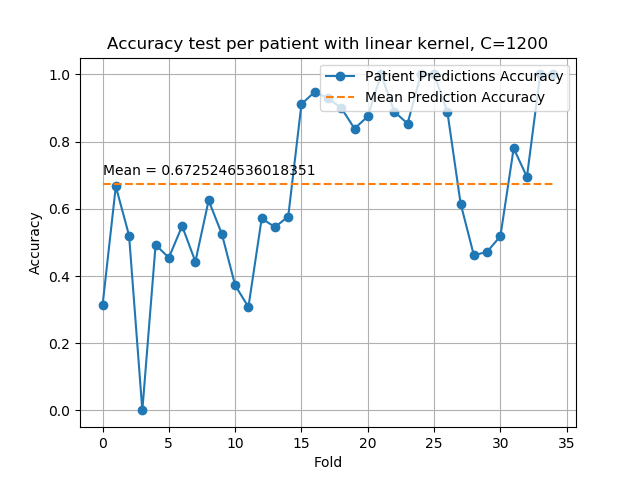 Accuracy test per patient with linear kernel, C=1200
Patient Predictions Accuracy
Mean Prediction Accuracy
Mean = 0.6725246536018351
Accuracy
1.0
0.8
0.6
0.4
0.2
0.0
0 5 10 15 20 25 30 35
Fold